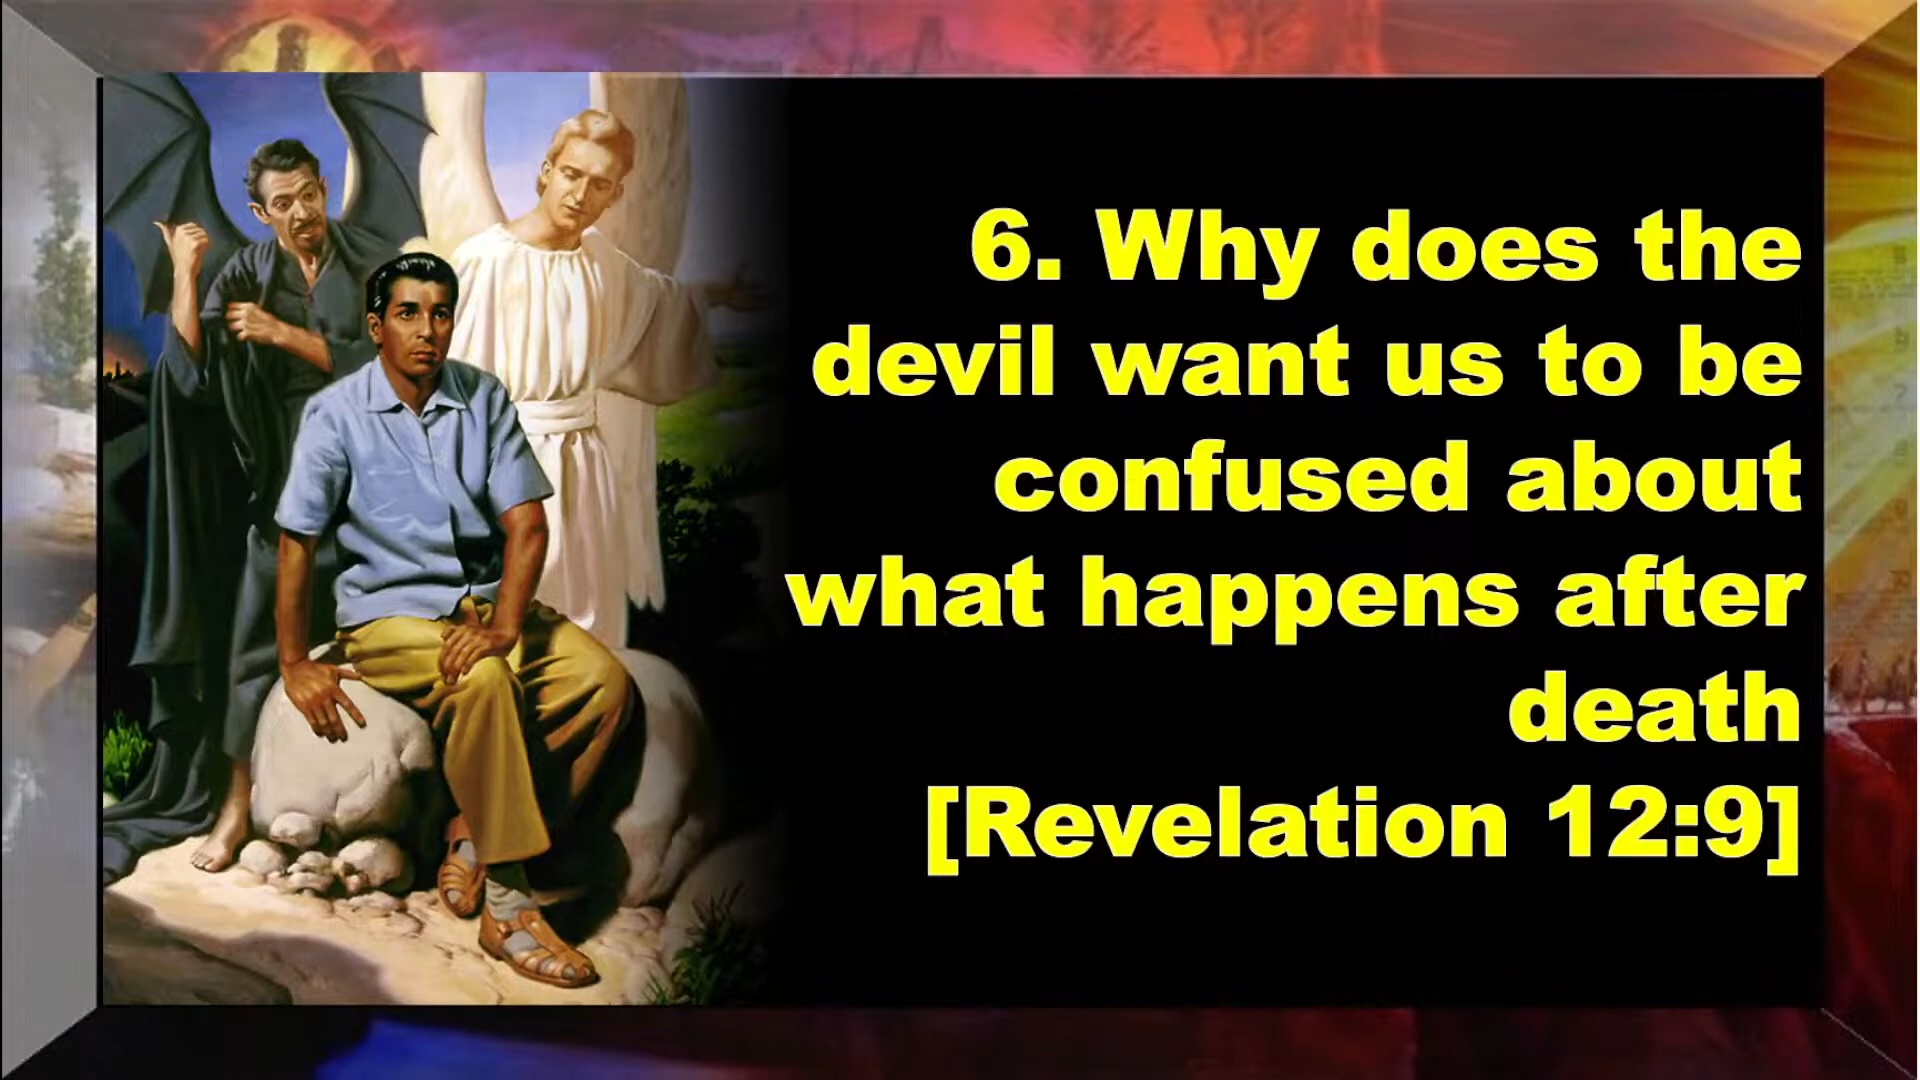 6. Why does the
devil want us to be
confused about
what happens after
death
[Revelation 12:9]